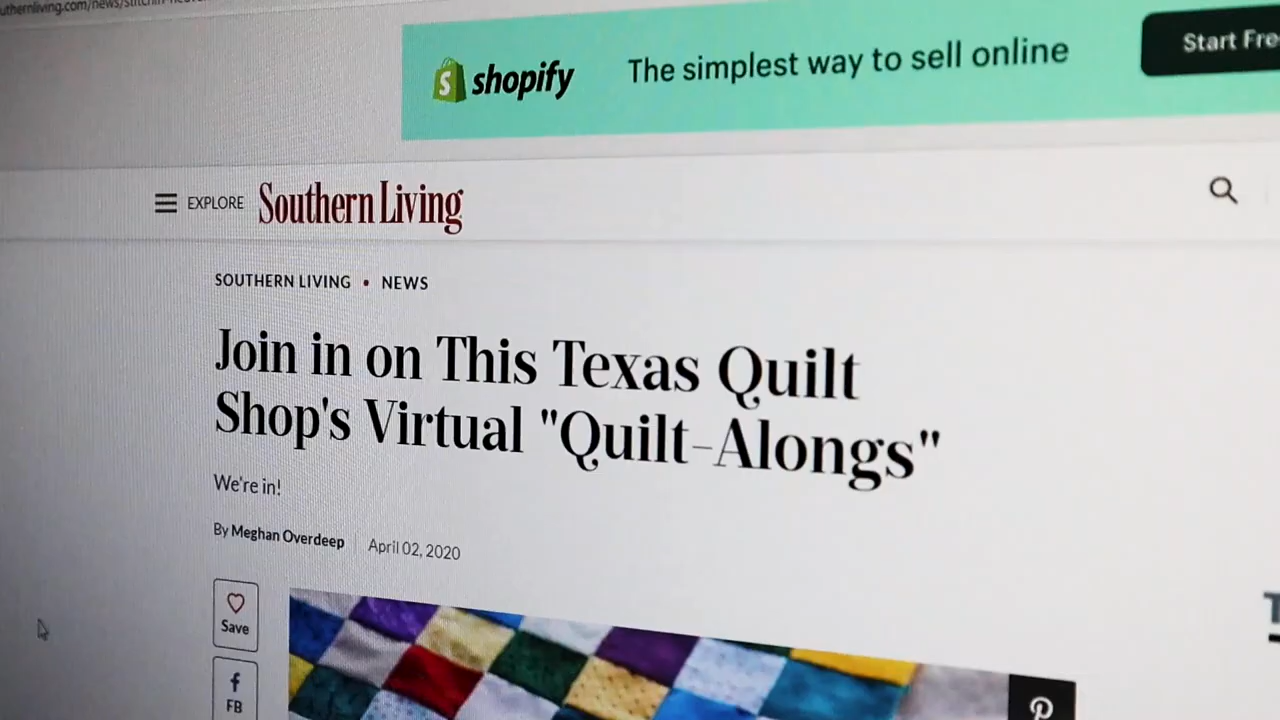 shopify
The simplest way to sell online
Start Fre
EXPLORE
Southern Living
SOUTHERN LIVING • NEWS
Join in on This Texas Quilt
Shop's Virtual "Quilt-Alongs"
We're in!
By Meghan Overdeep
April 02, 2020
Save
FB